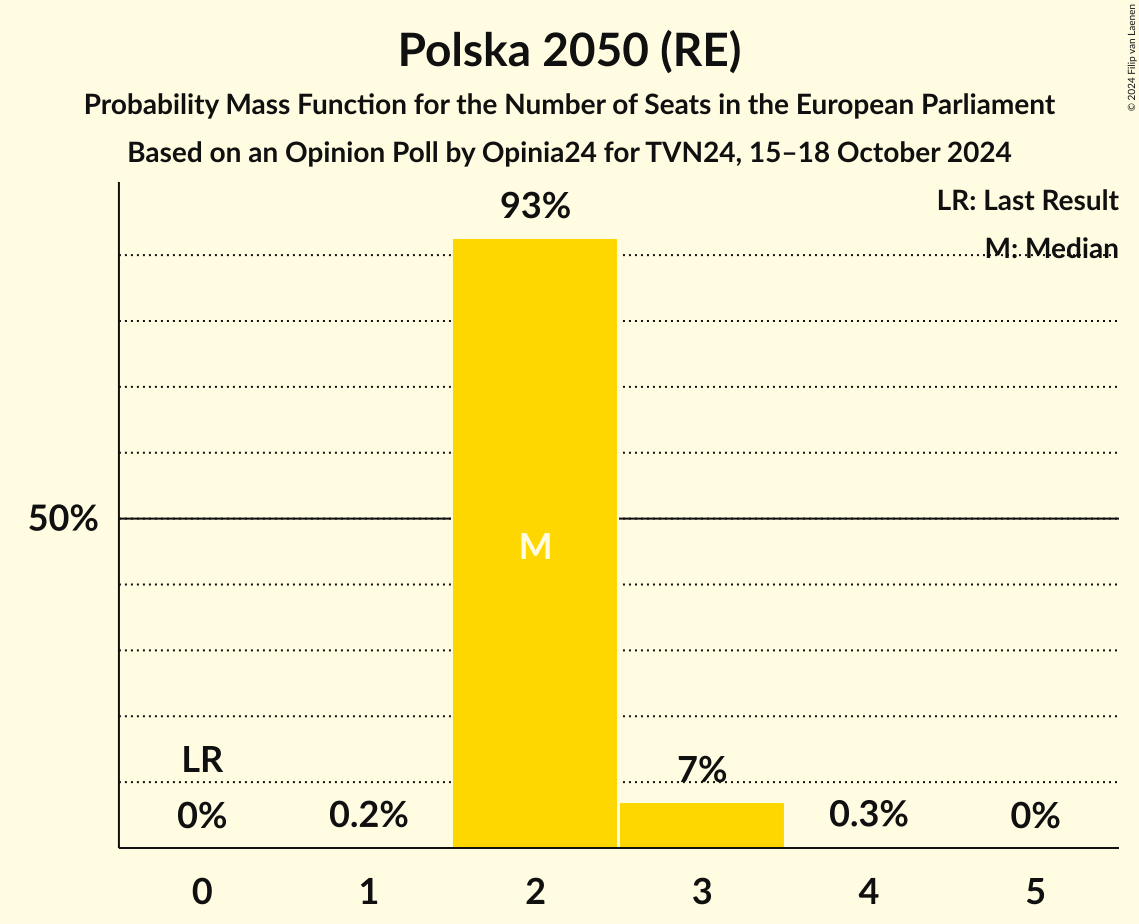 Polska 2050 (RE)
Probability Mass Function for the Number of Seats in the European Parliament
Based on an Opinion Poll by Opinia24 for TVN24, 15–18 October 2024
© 2024 Filip van Laenen
LR: Last Result
M: Median
93%
50%
M
LR
7%
0%
0.2%
0.3%
0%
0
1
2
3
4
5